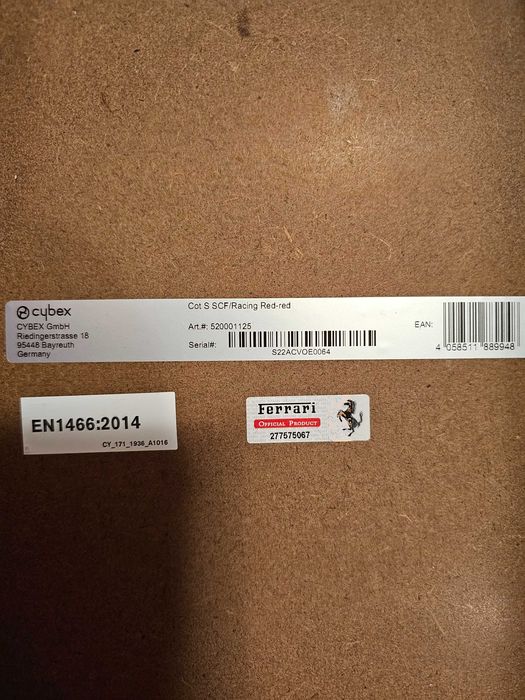 cybex
CYBEX GmbH
Riedingerstrasse 18
95448 Bayreuth
Germany
Cot S SCF/Racing Red-red
Art.#: 520001125
Serial#:
S22ACVOE0064
EAN:
4 058511 889948
EN1466:2014
CY_171_1936_A1016
Ferrari
OFFICIAL PRODUCT
277575067